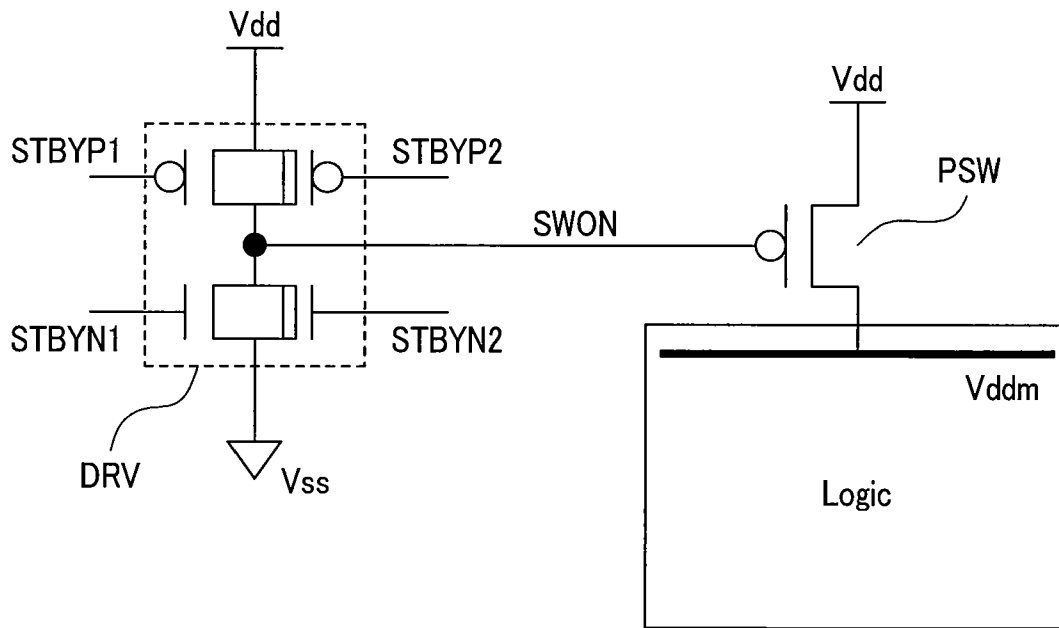 Vdd
Vdd
STBYP1
STBYP2
PSW
SWON
STBYN1
STBYN2
Vddm
DRV
Vss
Logic